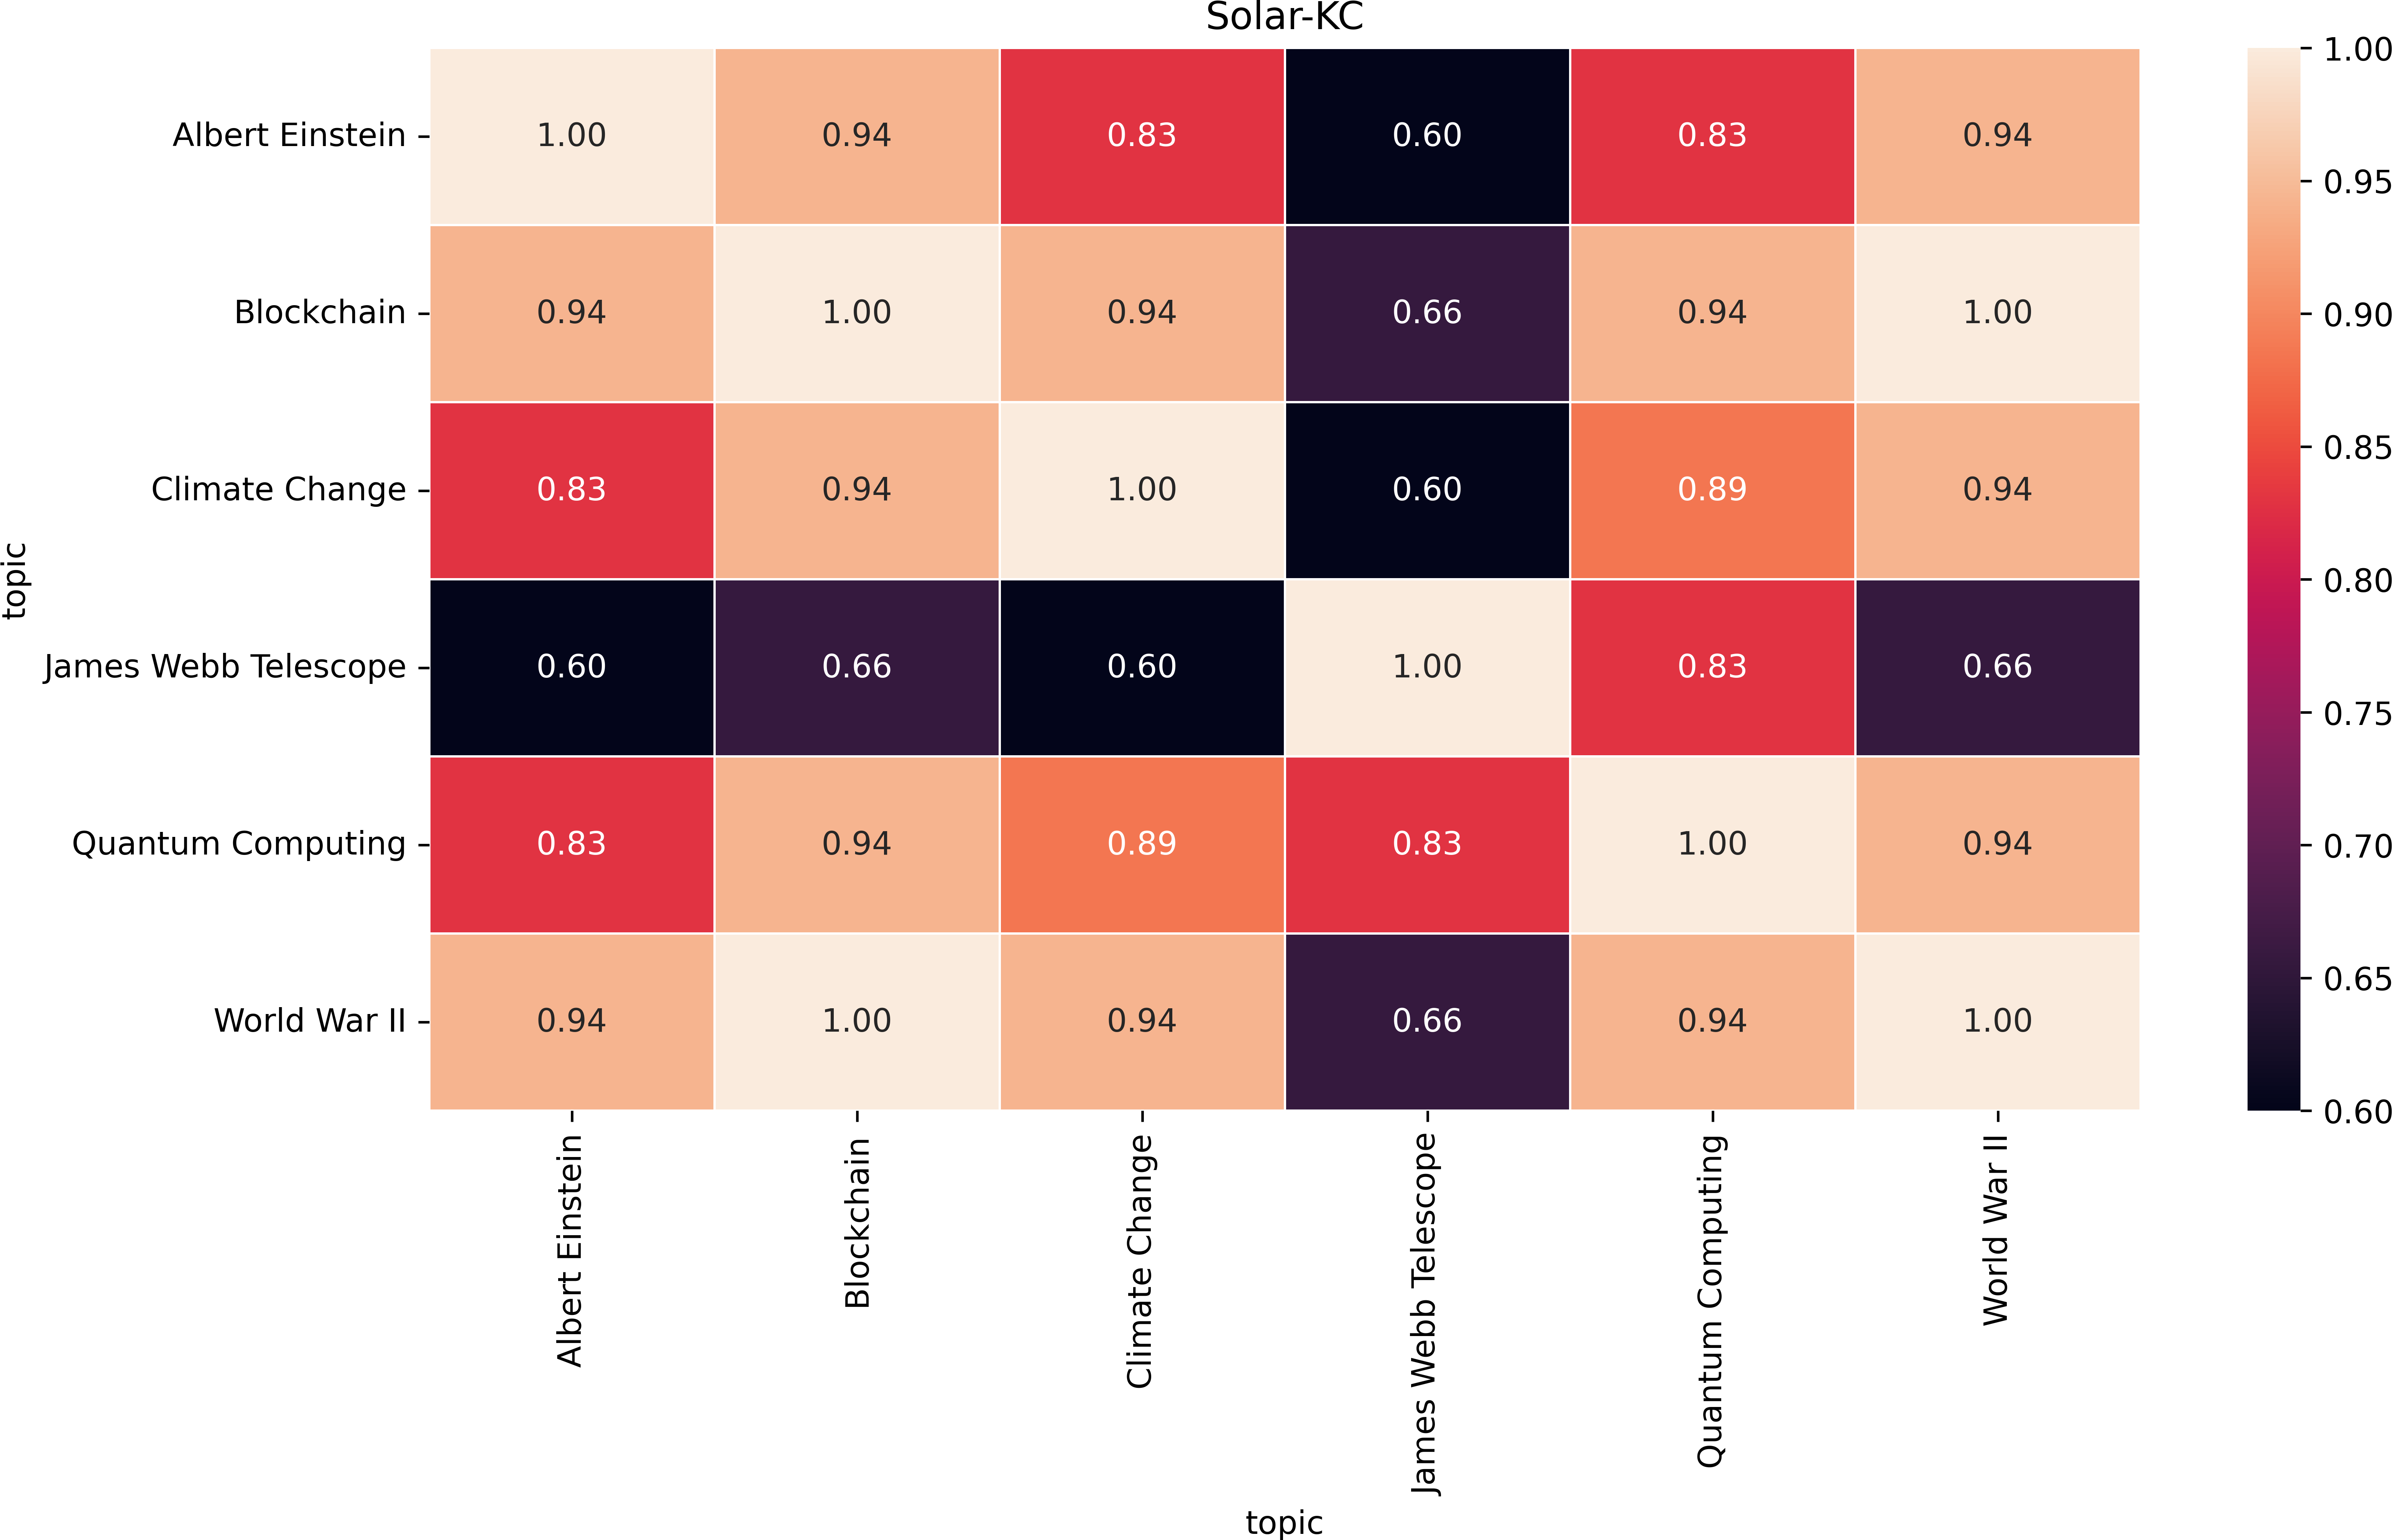 Solar-KC
Albert Einstein 1.00 0.94 0.83 0.60 0.83 0.94
Blockchain 0.94 1.00 0.94 0.66 0.94 1.00
Climate Change 0.83 0.94 1.00 0.60 0.89 0.94
James Webb Telescope 0.60 0.66 0.60 1.00 0.83 0.66
Quantum Computing 0.83 0.94 0.89 0.83 1.00 0.94
World War II 0.94 1.00 0.94 0.66 0.94 1.00
topic
Albert Einstein
Blockchain
Climate Change
James Webb Telescope
Quantum Computing
World War II
topic
1.00
0.95
0.90
0.85
0.80
0.75
0.70
0.65
0.60